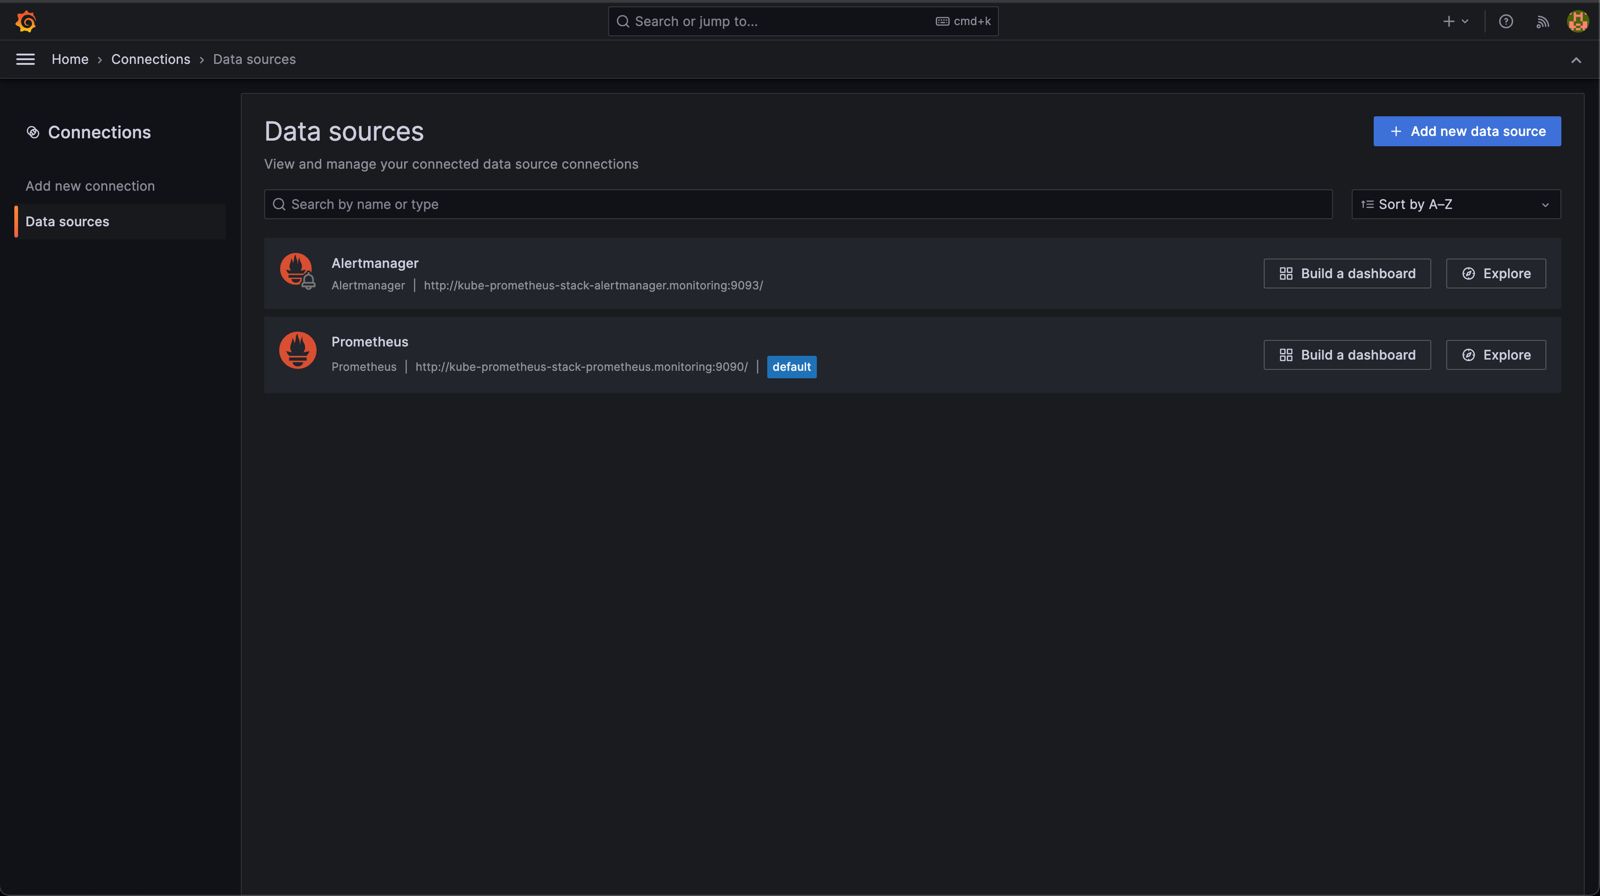 Search or jump to...
cmd+k
Home › Connections › Data sources
Connections
Add new connection
Data sources
Data sources
Add new data source
View and manage your connected data source connections
Search by name or type
Sort by A–Z
Alertmanager
Alertmanager | http://kube-prometheus-stack-alertmanager.monitoring:9093/
Build a dashboard
Explore
Prometheus
Prometheus | http://kube-prometheus-stack-prometheus.monitoring:9090/ | default
Build a dashboard
Explore